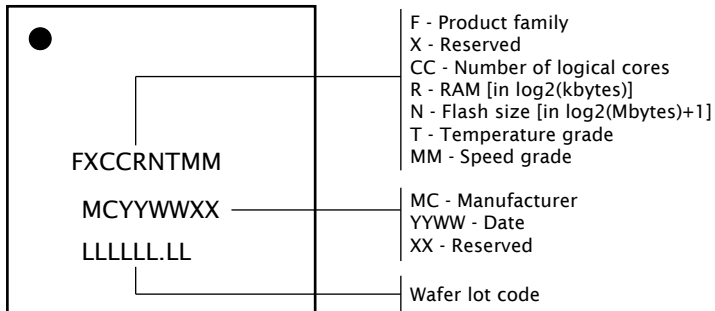 F - Product family
X - Reserved
CC - Number of logical cores
R - RAM [in log2(kbytes)]
N - Flash size [in log2(Mbytes)+1]
T - Temperature grade
MM - Speed grade
FXCCRNTMM
MCYYWWXX
MC - Manufacturer
YYWW - Date
XX - Reserved
LLLLLL.LL
Wafer lot code